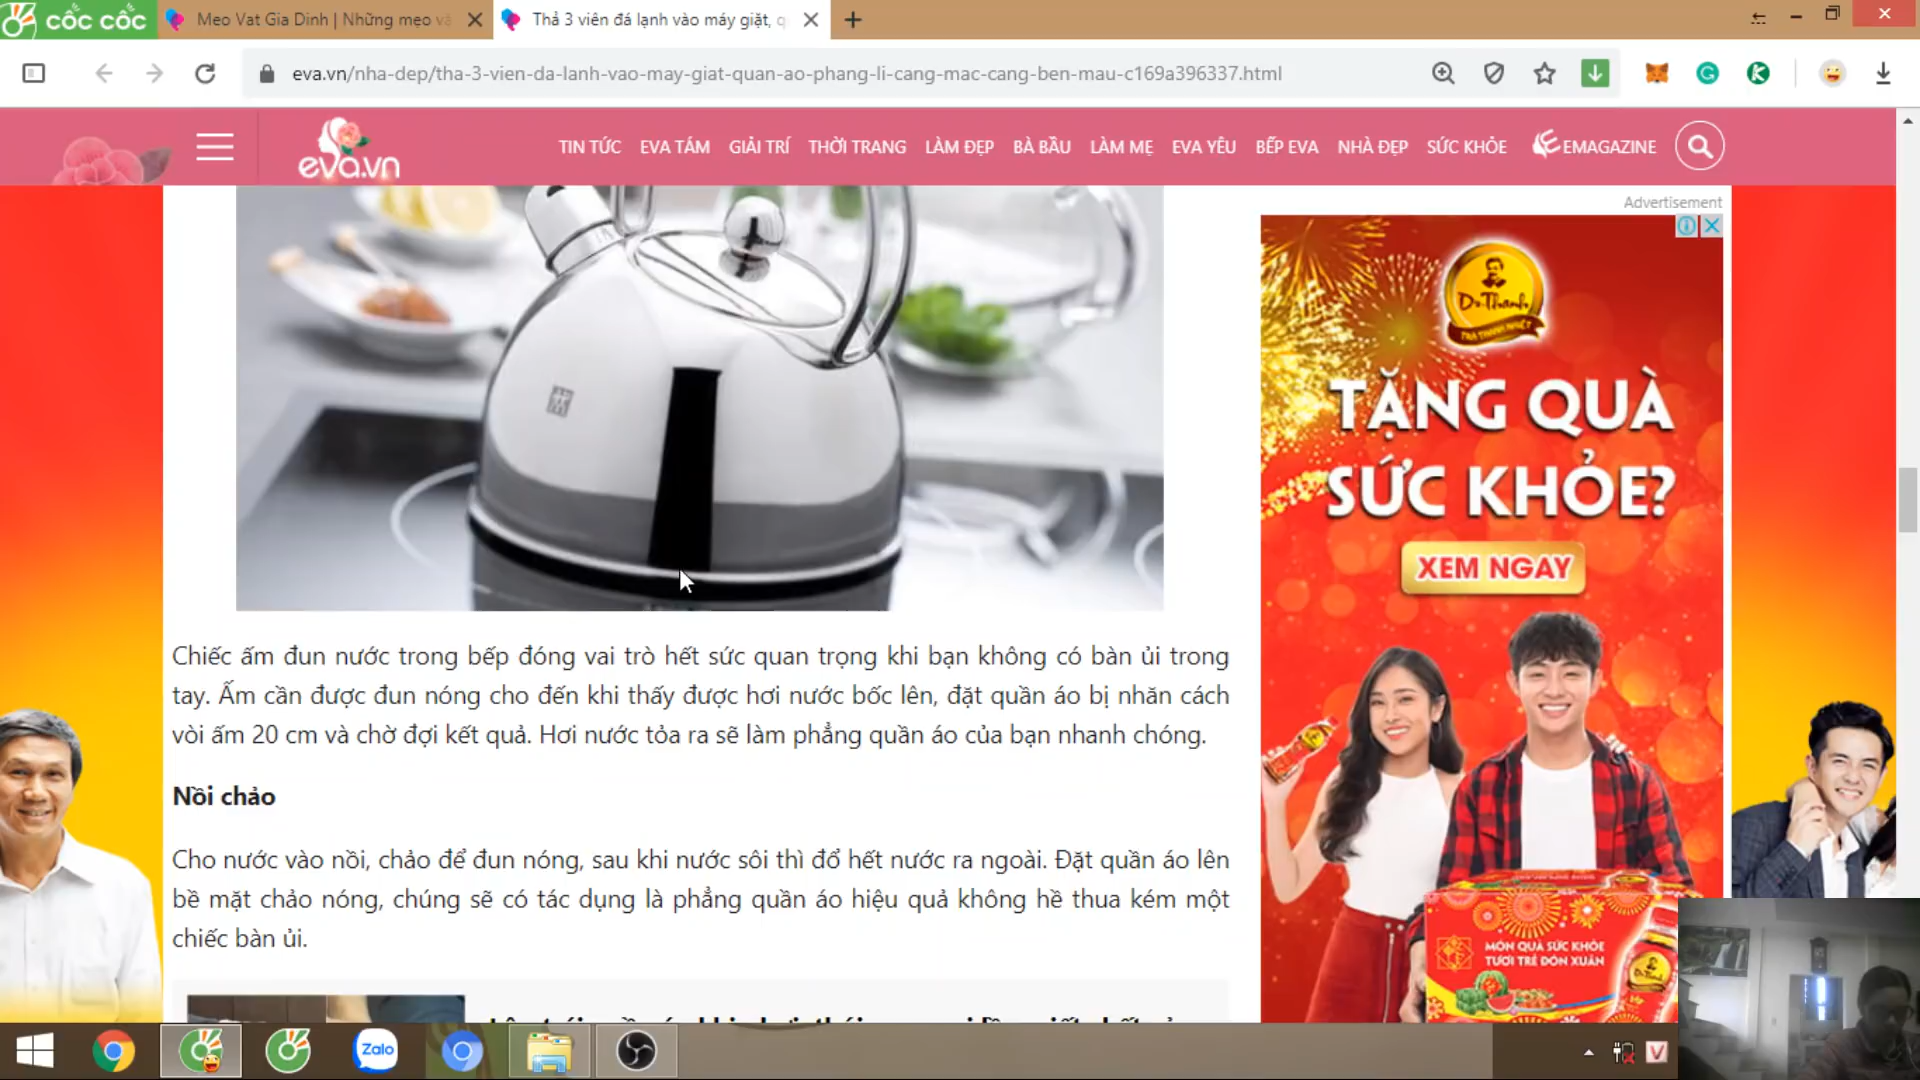 cốc cốc
Meo Vat Gia Dinh | Những mẹo vă
Thả 3 viên đá lạnh vào máy giặt, q
eva.vn/nha-dep/tha-3-vien-da-lanh-vao-may-giat-quan-ao-phang-li-cang-mac-cang-ben-mau-c169a396337.html
eva.vn
TIN TỨC EVA TÁM GIẢI TRÍ THỜI TRANG LÀM ĐẸP BÀ BẦU LÀM MẸ EVA YÊU BẾP EVA NHÀ ĐẸP SỨC KHỎE EMAGAZINE
Advertisement
Dr Thanh
TRÀ THANH NHIỆT
TẶNG QUÀ
SỨC KHỎE?
XEM NGAY
MÓN QUÀ SỨC KHỎE
TƯƠI TRẺ ĐÓN XUÂN
Chiếc ấm đun nước trong bếp đóng vai trò hết sức quan trọng khi bạn không có bàn ủi trong
tay. Ấm cần được đun nóng cho đến khi thấy được hơi nước bốc lên, đặt quần áo bị nhăn cách
vòi ấm 20 cm và chờ đợi kết quả. Hơi nước tỏa ra sẽ làm phẳng quần áo của bạn nhanh chóng.
Nồi chảo
Cho nước vào nồi, chảo để đun nóng, sau khi nước sôi thì đổ hết nước ra ngoài. Đặt quần áo lên
bề mặt chảo nóng, chúng sẽ có tác dụng là phẳng quần áo hiệu quả không hề thua kém một
chiếc bàn ủi.
Zalo